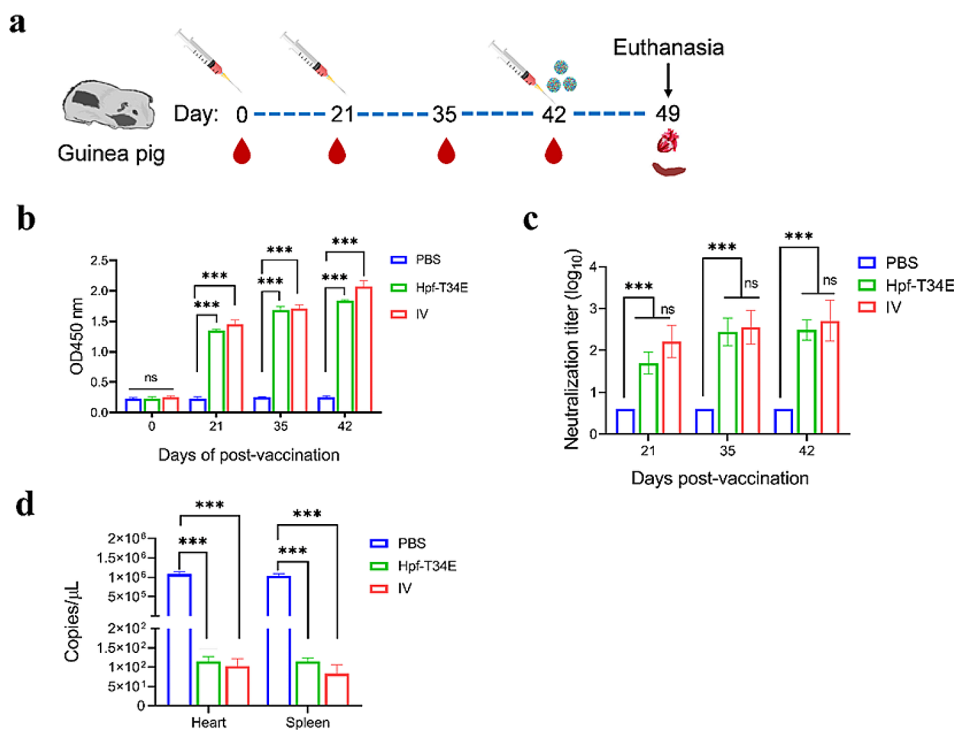 a
Euthanasia
Day: 0 21 35 42 49
Guinea pig
b
*** *** ***
*** *** ***
ns
OD450 nm
2.5
2.0
1.5
1.0
0.5
0.0
0 21 35 42
Days of post-vaccination
PBS
Hpf-T34E
IV
c
*** *** ***
ns ns ns
Neutralization titer (log10)
4
3
2
1
0
21 35 42
Days post-vaccination
PBS
Hpf-T34E
IV
d
*** ***
*** ***
Copies/μL
2×10⁶
1.5×10⁶
1×10⁶
5×10⁵
2×10²
1.5×10²
1×10²
5×10¹
0
Heart Spleen
PBS
Hpf-T34E
IV